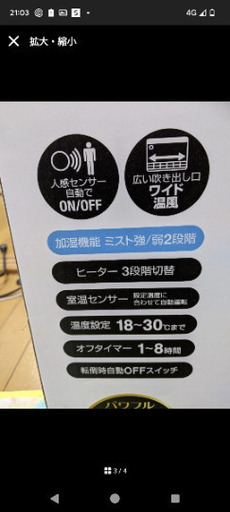 21:03
4G
拡大・縮小
人感センサー
自動で
ON/OFF
広い吹き出し口
ワイド
温風
加湿機能 ミスト強/弱2段階
ヒーター 3段階切替
室温センサー 設定温度に
合わせて自動運転
温度設定 18〜30℃まで
オフタイマー 1〜8時間
転倒時自動OFFスイッチ
パワフル
3 / 4